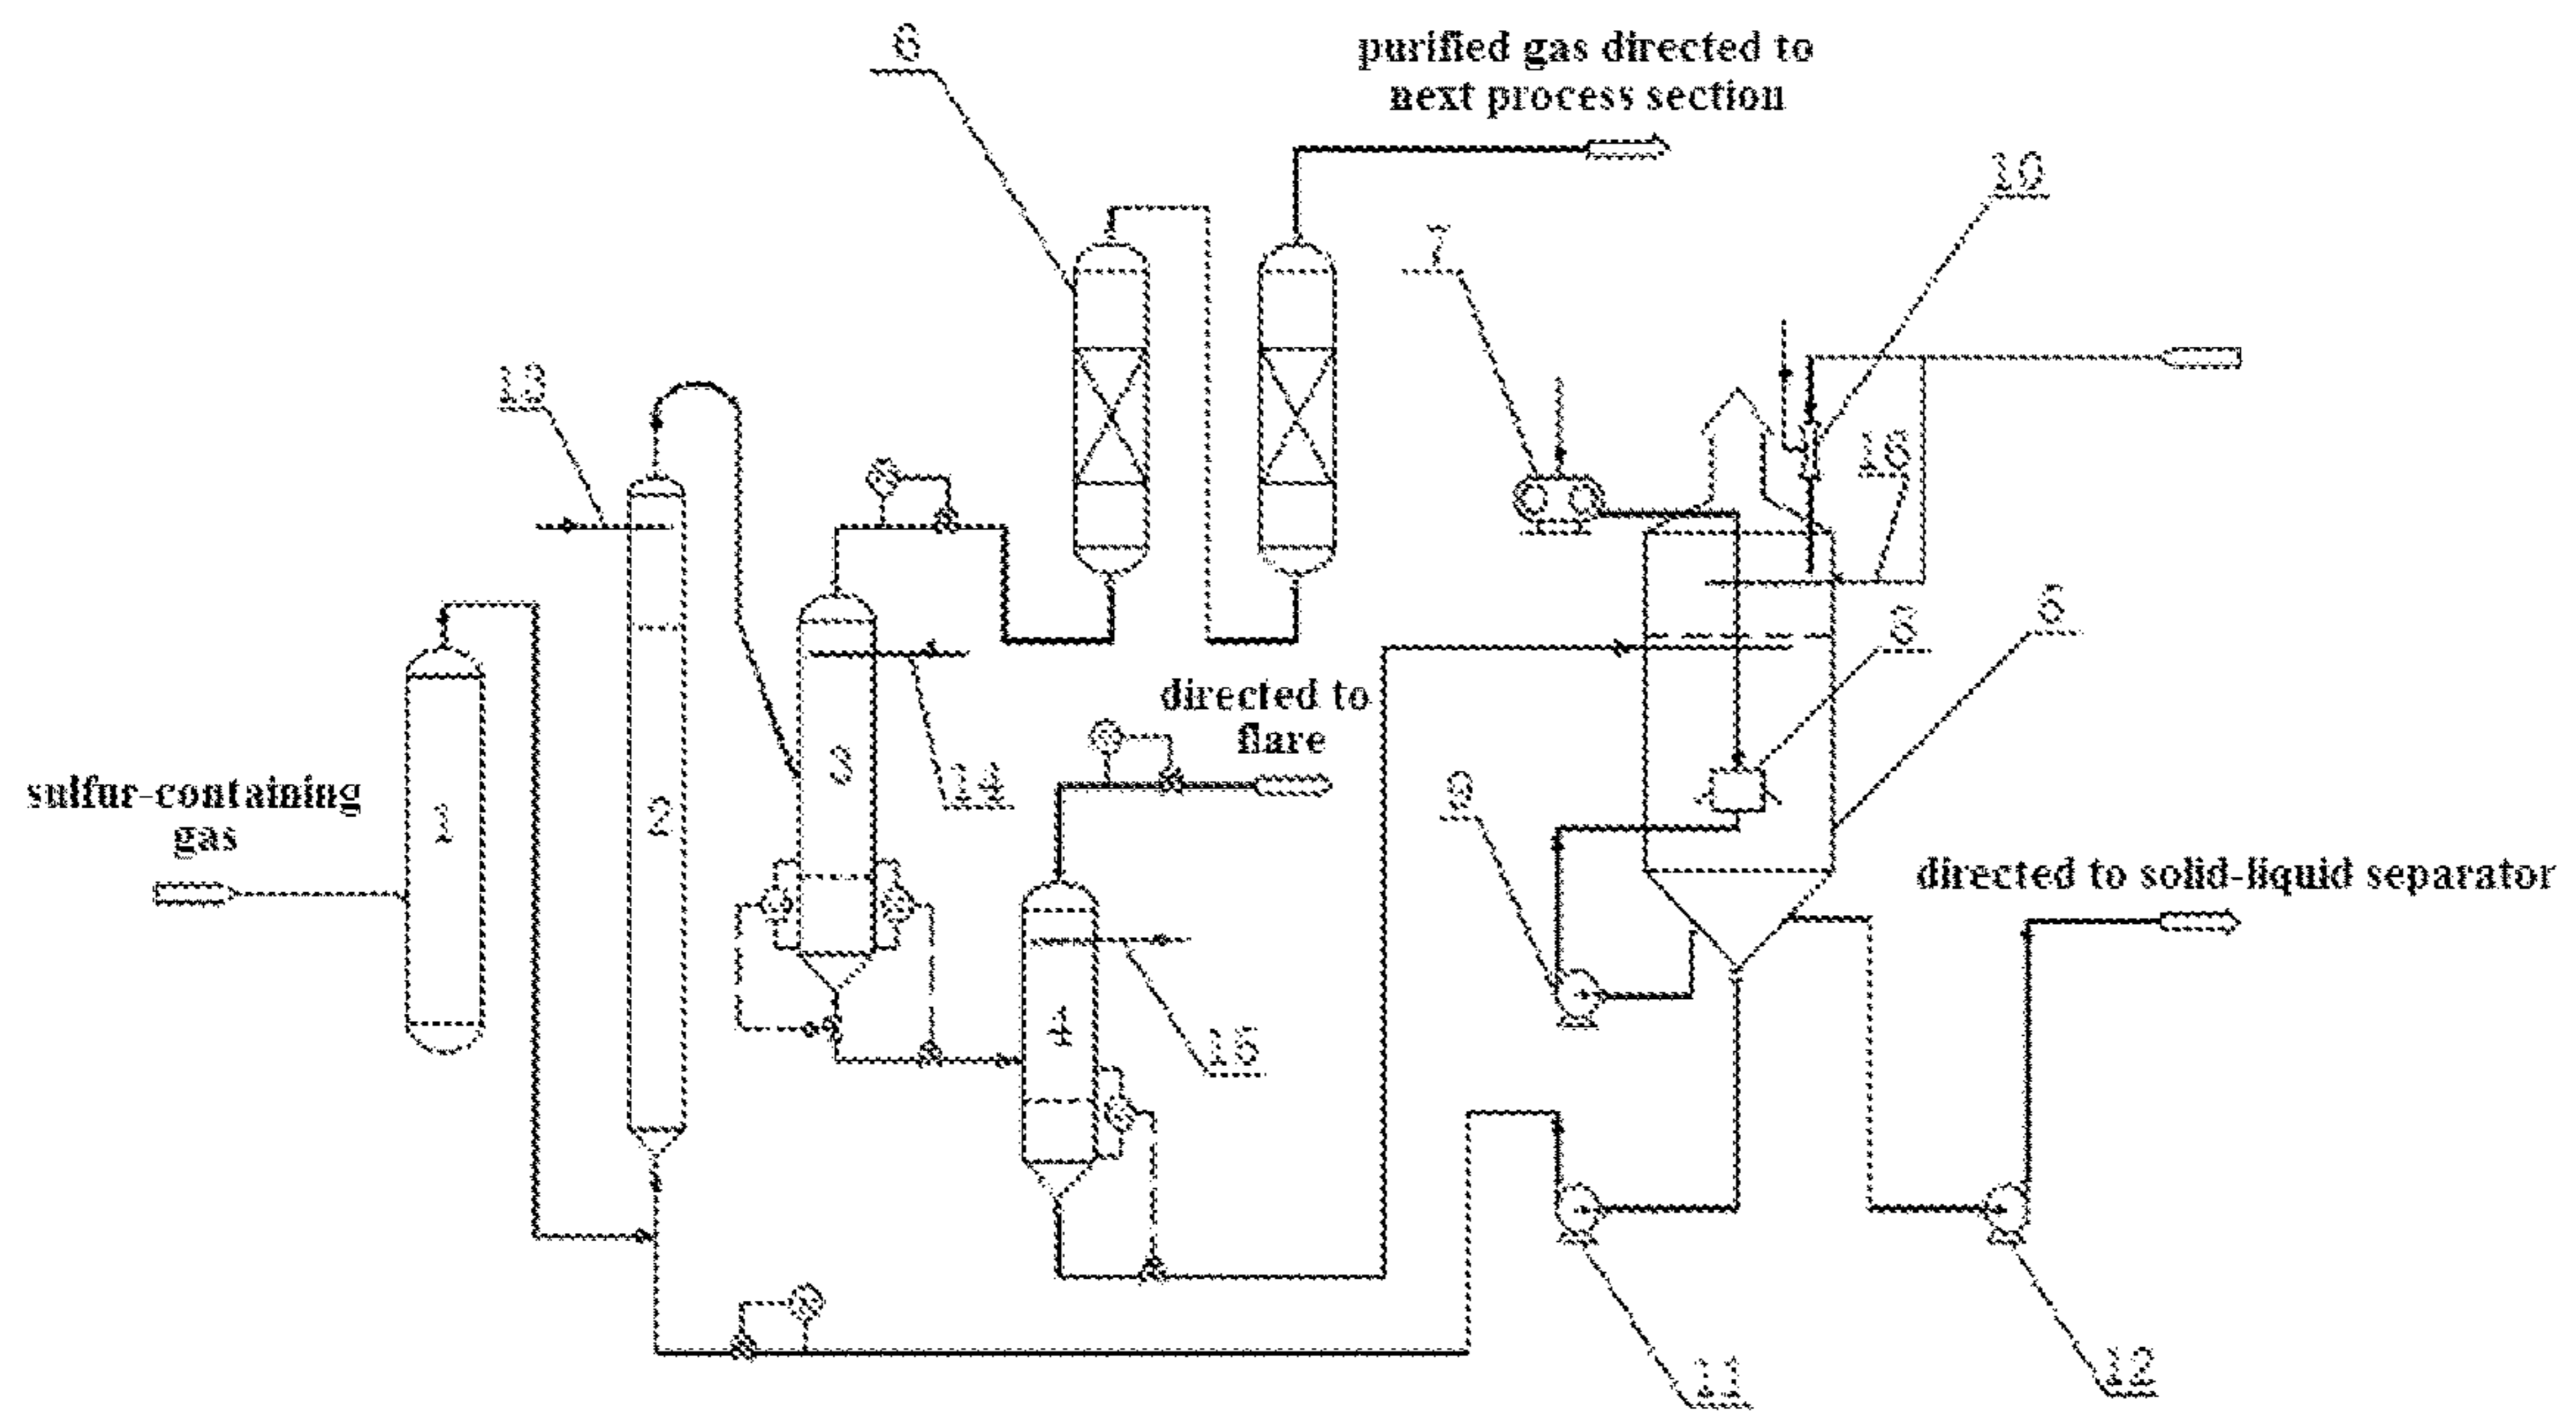 6
purified gas directed to
next process section
10
7
13
16
5
8
directed to
flare
14
3
sulfur-containing
gas
1
2
9
directed to solid-liquid separator
4
15
11
12